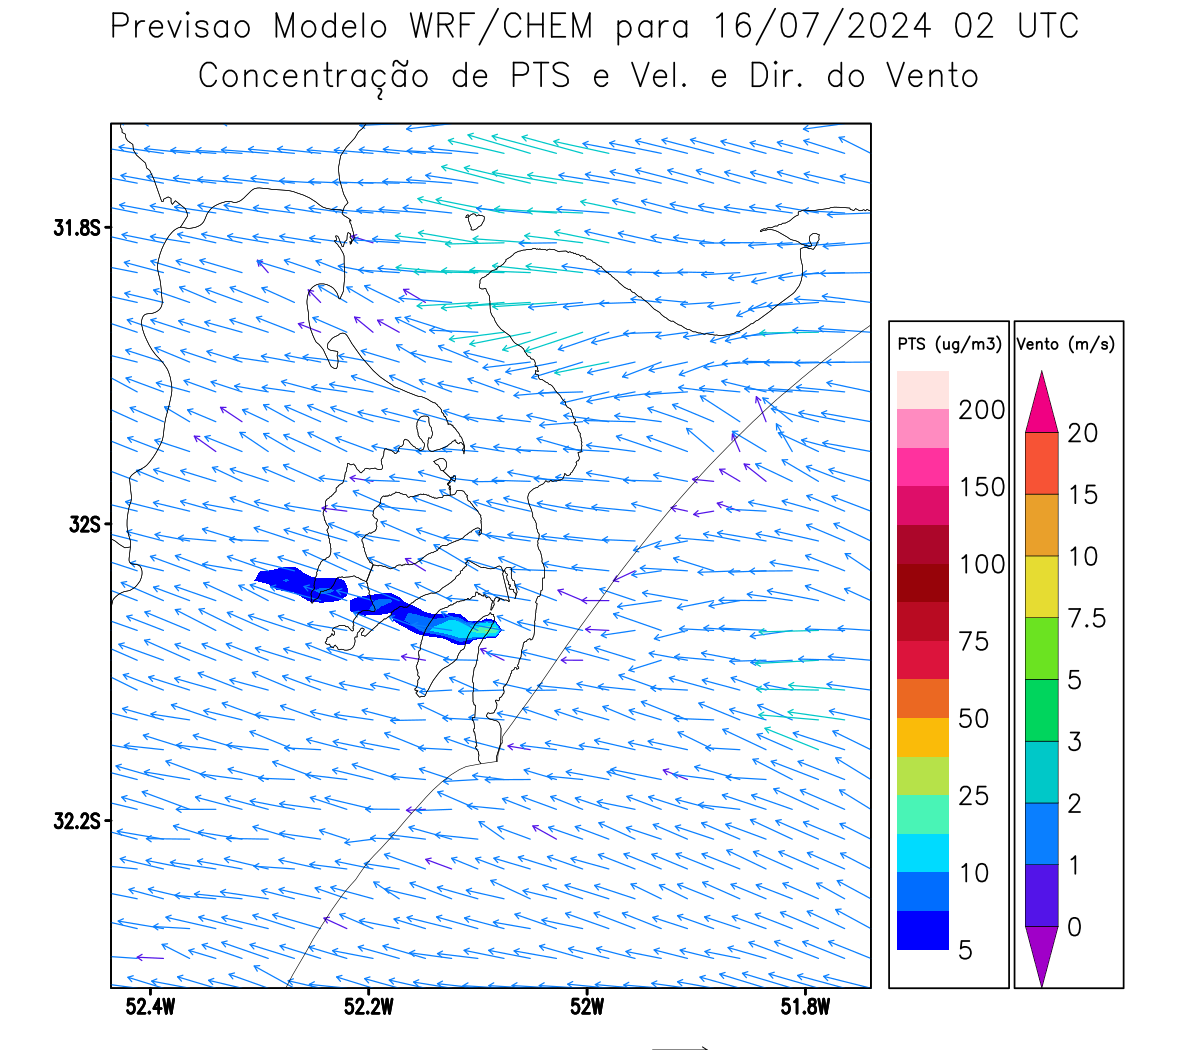 Previsao Modelo WRF/CHEM para 16/07/2024 02 UTC
Concentração de PTS e Vel. e Dir. do Vento
31.8S
32S
32.2S
52.4W 52.2W 52W 51.8W
PTS (ug/m3)
200
150
100
75
50
25
10
5
Vento (m/s)
20
15
10
7.5
5
3
2
1
0